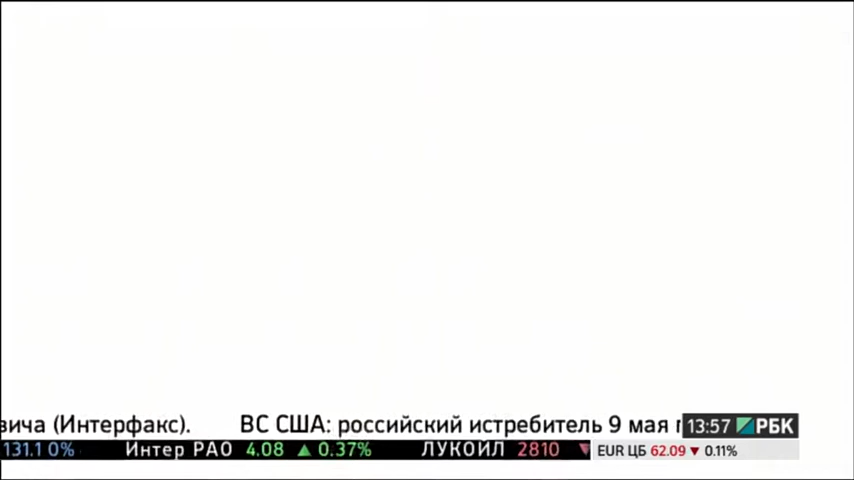 вича (Интерфакс). ВС США: российский истребитель 9 мая
13:57 РБК
131.1 0% Интер РАО 4.08 ▲ 0.37% ЛУКОЙЛ 2810 ▼
EUR ЦБ 62.09 ▼ 0.11%